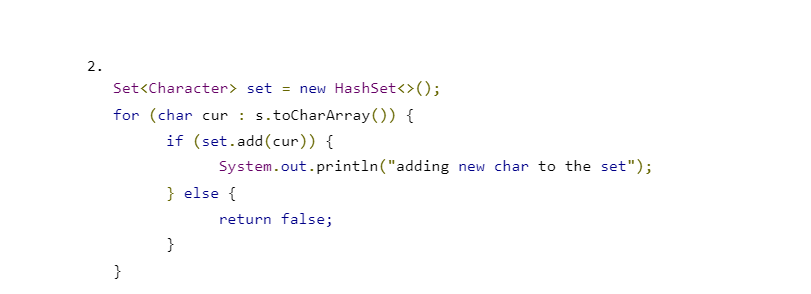 2.
Set<Character> set = new HashSet<>();
for (char cur : s.toCharArray()) {
if (set.add(cur)) {
System.out.println("adding new char to the set");
} else {
return false;
}
}